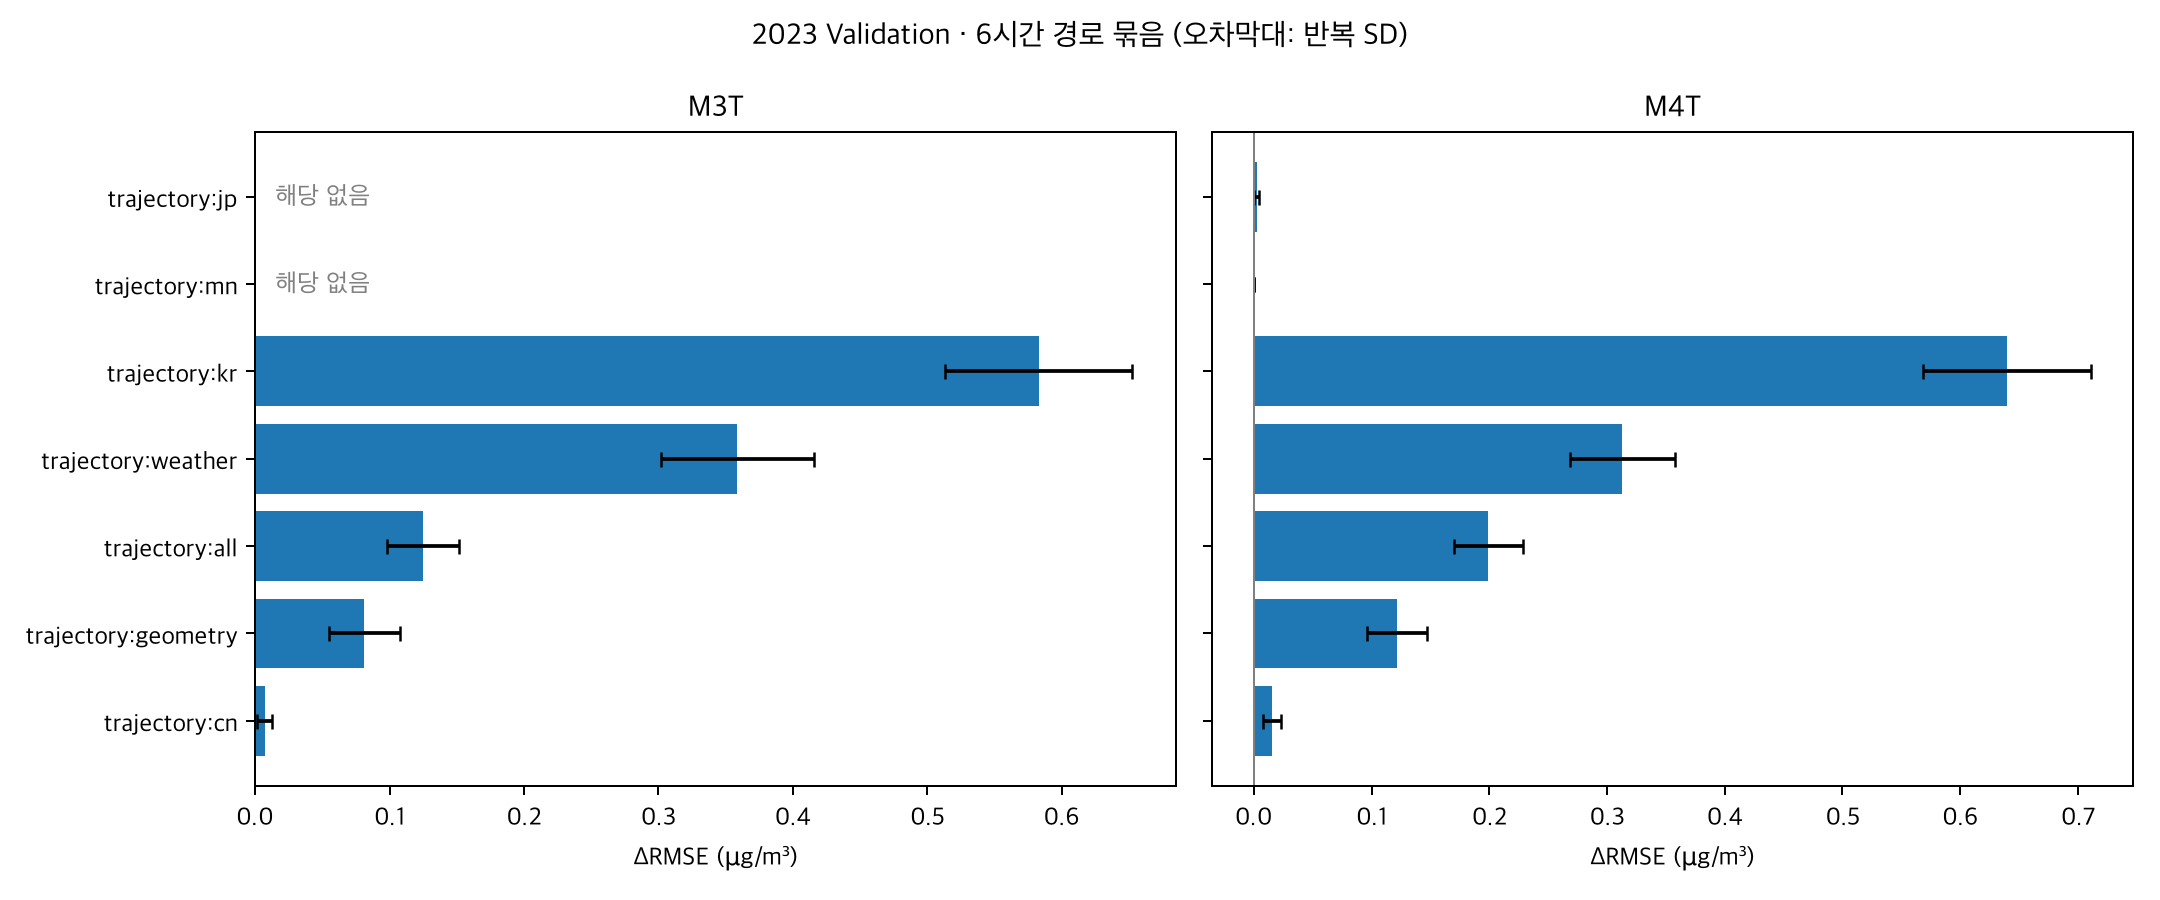 2023 Validation · 6시간 경로 묶음 (오차막대: 반복 SD)
M3T
M4T
trajectory:jp
해당 없음
trajectory:mn
해당 없음
trajectory:kr
trajectory:weather
trajectory:all
trajectory:geometry
trajectory:cn
0.0 0.1 0.2 0.3 0.4 0.5 0.6
0.0 0.1 0.2 0.3 0.4 0.5 0.6 0.7
ΔRMSE (µg/m³)
ΔRMSE (µg/m³)